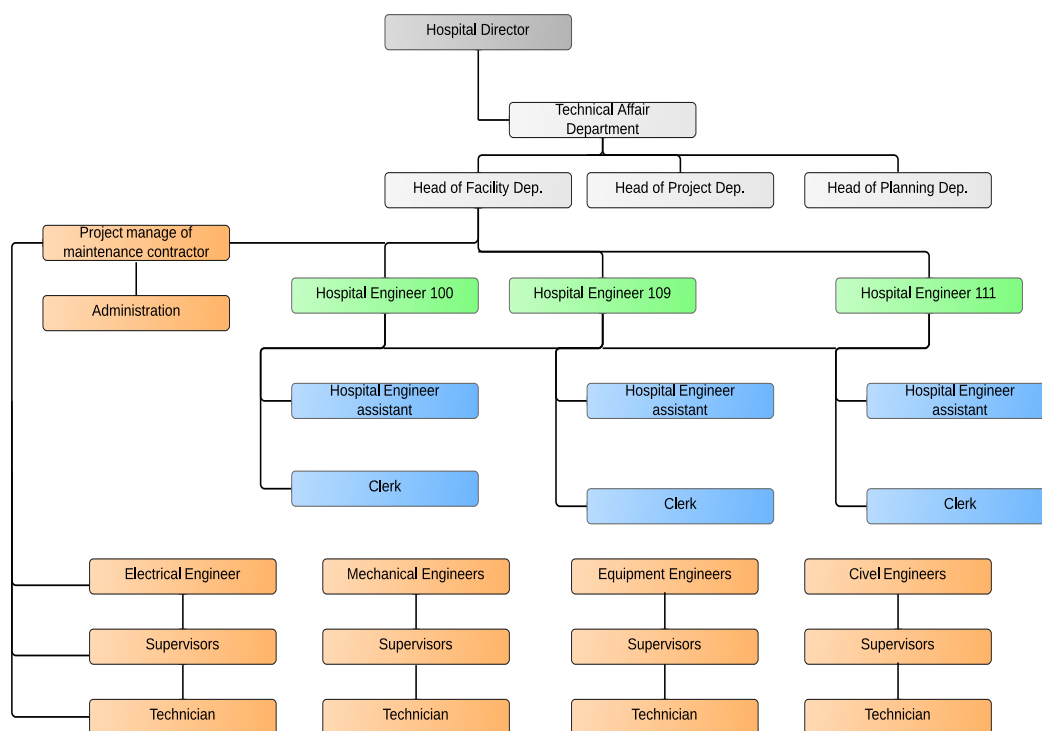 Hospital Director
Technical Affair
Department
Head of Facility Dep.
Head of Project Dep.
Head of Planning Dep.
Project manage of
maintenance contractor
Administration
Hospital Engineer 100
Hospital Engineer 109
Hospital Engineer 111
Hospital Engineer
assistant
Hospital Engineer
assistant
Hospital Engineer
assistant
Clerk
Clerk
Clerk
Electrical Engineer
Mechanical Engineers
Equipment Engineers
Civel Engineers
Supervisors
Supervisors
Supervisors
Supervisors
Technician
Technician
Technician
Technician